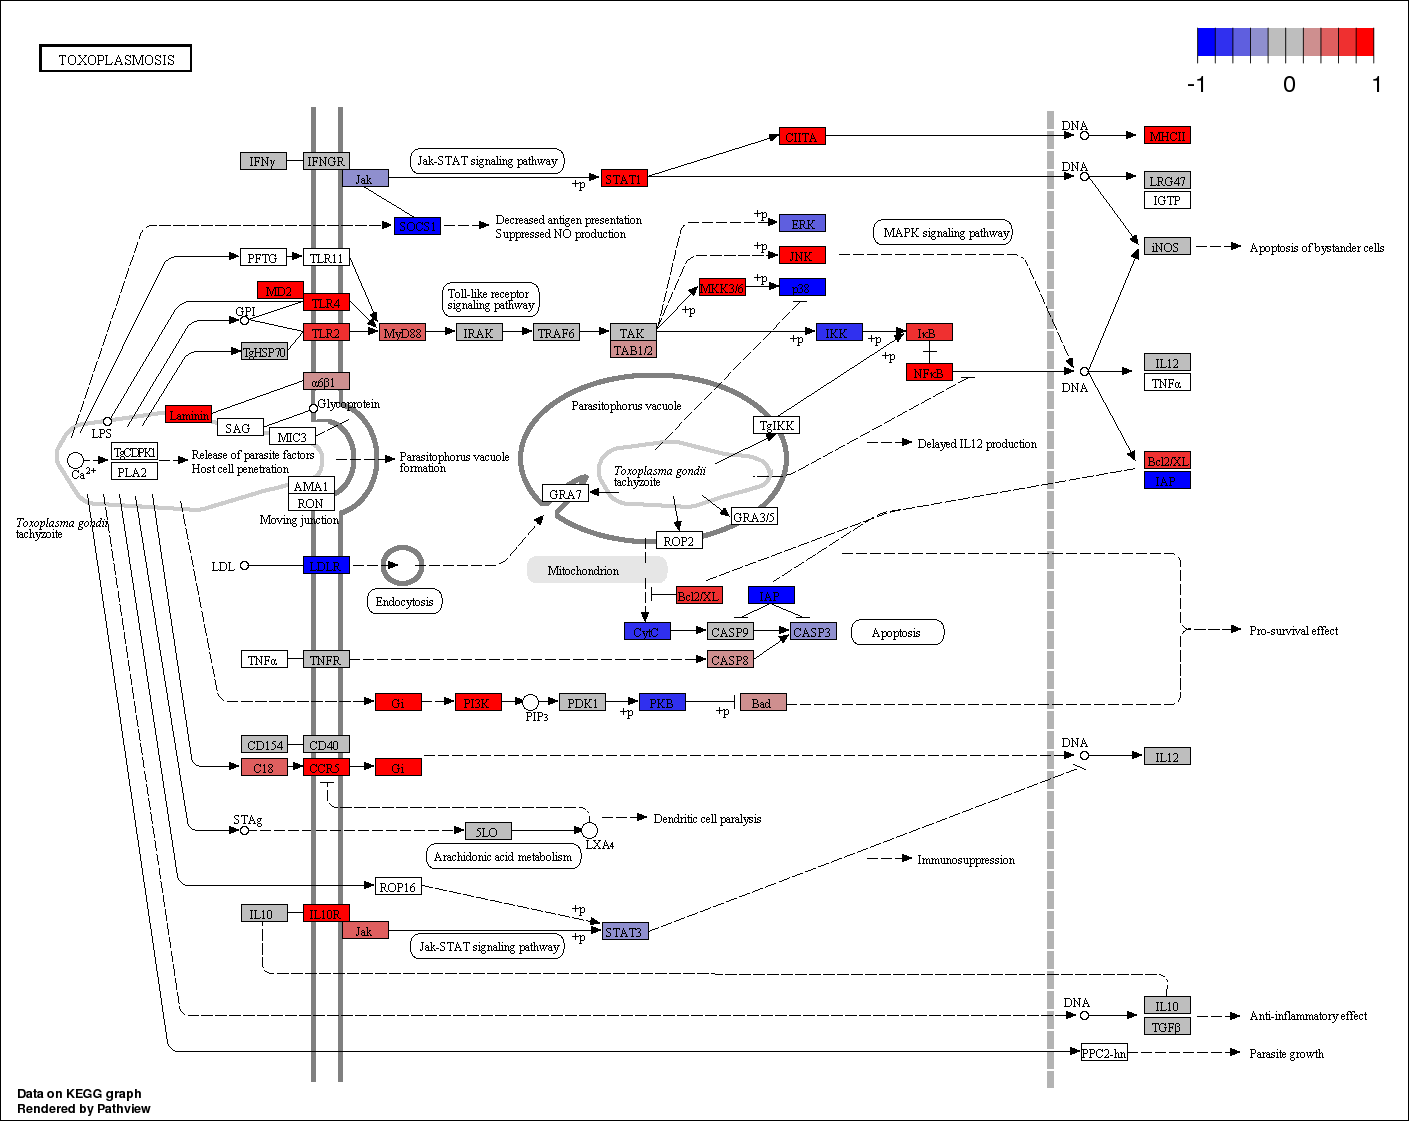 TOXOPLASMOSIS
-1 0 1
DNA
CIITA
MHCII
IFNγ
IFNGR
Jak-STAT signaling pathway
Jak
+p
STAT1
DNA
LRG47
IGTP
SOCS1
Decreased antigen presentation
Suppressed NO production
+p
ERK
MAPK signaling pathway
iNOS
Apoptosis of bystander cells
PFTG
TLR11
+p
JNK
MD2
TLR4
Toll-like receptor
signaling pathway
MKK3/6
+p
p38
+p
GPI
TLR2
MyD88
IRAK
TRAF6
TAK
TAB1/2
+p
IKK
+p
IκB
+p
TgHSP70
NFκB
DNA
IL12
TNFα
α6β1
Laminin
Glycoprotein
SAG
MIC3
LPS
Parasitophorus vacuole
TgIKK
Delayed IL12 production
TgCDPK1
PLA2
Ca2+
Release of parasite factors
Host cell penetration
Parasitophorus vacuole
formation
Toxoplasma gondii
tachyzoite
Bcl2/XL
IAP
AMA1
RON
Moving junction
GRA7
GRA3/5
ROP2
Toxoplasma gondii
tachyzoite
LDL
LDLR
Endocytosis
Mitochondrion
Bcl2/XL
IAP
CytC
CASP9
CASP3
Apoptosis
Pro-survival effect
TNFα
TNFR
CASP8
Gi
PI3K
PIP3
PDK1
+p
PKB
+p
Bad
CD154
CD40
C18
CCR5
Gi
DNA
IL12
STAg
5LO
LXA4
Dendritic cell paralysis
Arachidonic acid metabolism
Immunosuppression
ROP16
IL10
IL10R
Jak
+p
+p
STAT3
Jak-STAT signaling pathway
DNA
IL10
TGFβ
Anti-inflammatory effect
PPC2-hn
Parasite growth
Data on KEGG graph
Rendered by Pathview